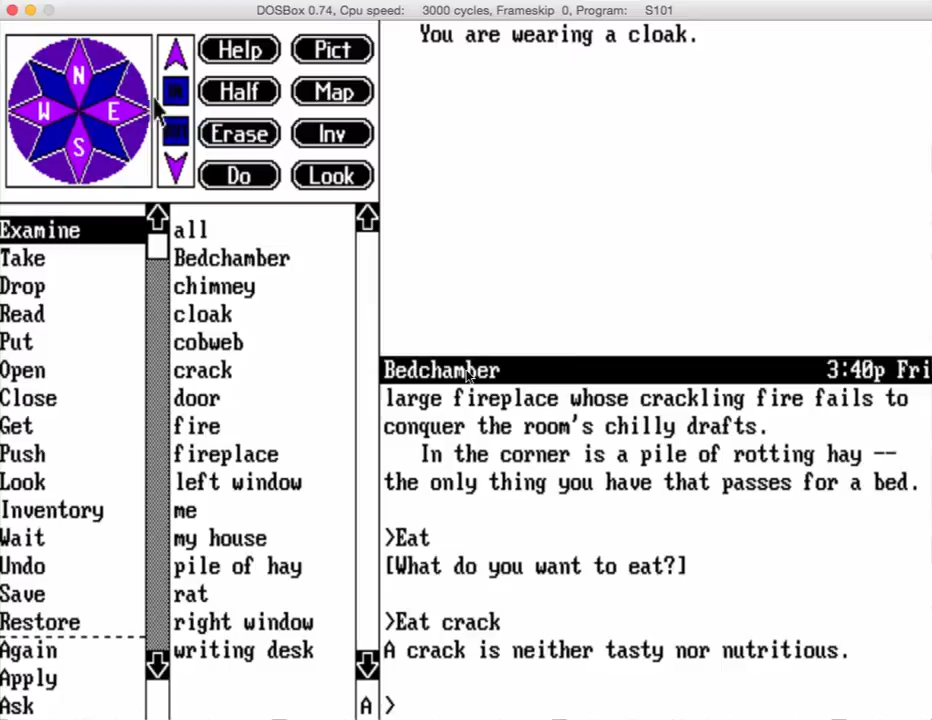 DOSBox 0.74, Cpu speed: 3000 cycles, Frameskip 0, Program: S101
N
W E
S
Help Pict
Half Map
Erase Inv
Do Look
Examine
Take
Drop
Read
Put
Open
Close
Get
Push
Look
Inventory
Wait
Undo
Save
Restore
Again
Apply
Ask
all
Bedchamber
chimney
cloak
cobweb
crack
door
fire
fireplace
left window
me
my house
pile of hay
rat
right window
writing desk
A
You are wearing a cloak.
Bedchamber 3:40p Fri
large fireplace whose crackling fire fails to
conquer the room's chilly drafts.
In the corner is a pile of rotting hay --
the only thing you have that passes for a bed.
>Eat
[What do you want to eat?]
>Eat crack
A crack is neither tasty nor nutritious.
>